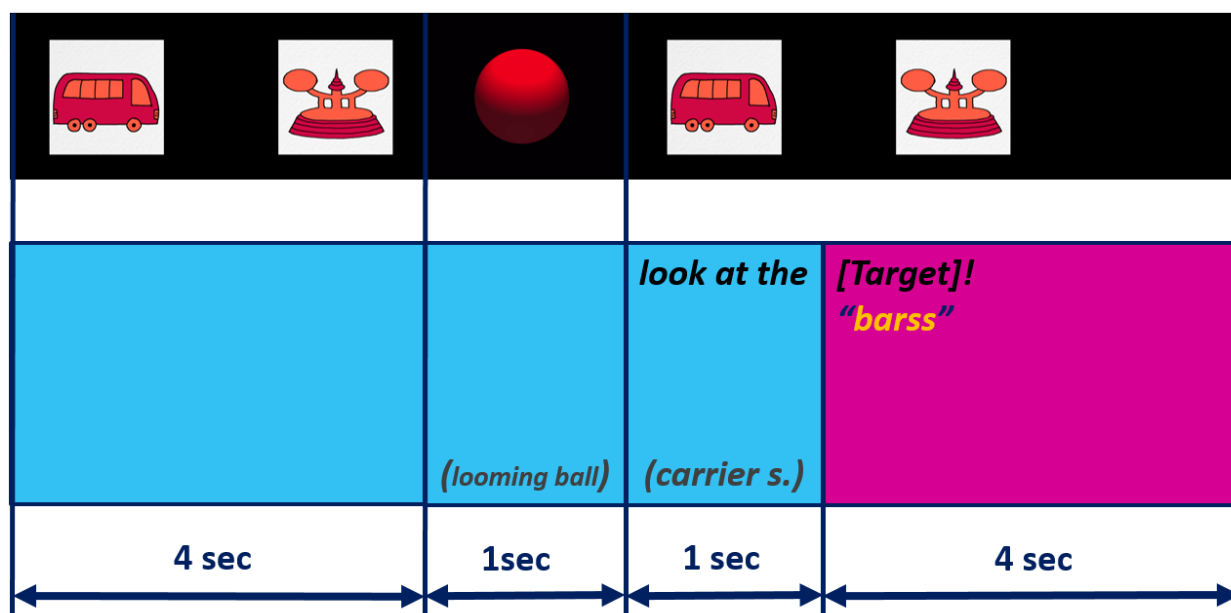 look at the
[Target]!
“barss”
(looming ball)
(carrier s.)
4 sec
1sec
1 sec
4 sec